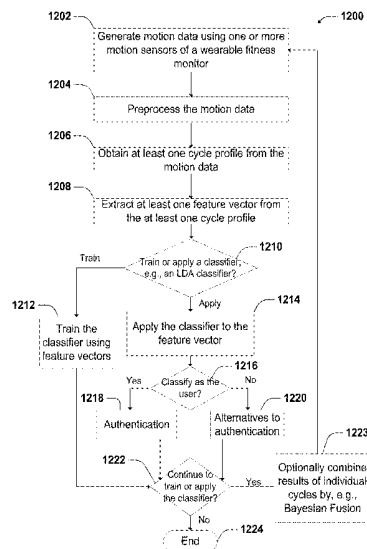 1202
1200
Generate motion data using one or more
motion sensors of a wearable fitness
monitor
1204
Preprocess the motion data
1206
Obtain at least one cycle profile from the
motion data
1208
Extract at least one feature vector from
the at least one cycle profile
1210
Train or apply a classifier,
e.g., an LDA classifier?
Train
Apply
1212
Train the
classifier using
feature vectors
1214
Apply the classifier to the
feature vector
1216
Classify as the
user?
Yes
No
1218
Authentication
1220
Alternatives to
authentication
1222
Continue to
train or apply
the classifier?
Yes
1223
Optionally combine
results of individual
cycles by, e.g.,
Bayesian Fusion
No
1224
End